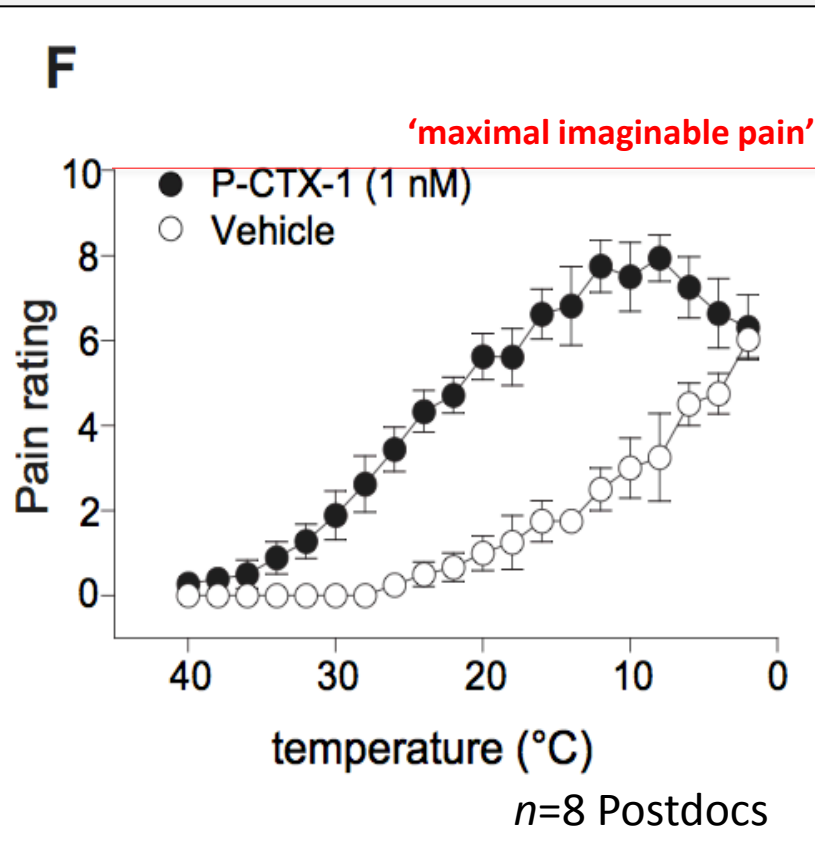 F
‘maximal imaginable pain’
10
P-CTX-1 (1 nM)
Vehicle
8
6
4
2
0
Pain rating
40 30 20 10 0
temperature (°C)
n=8 Postdocs